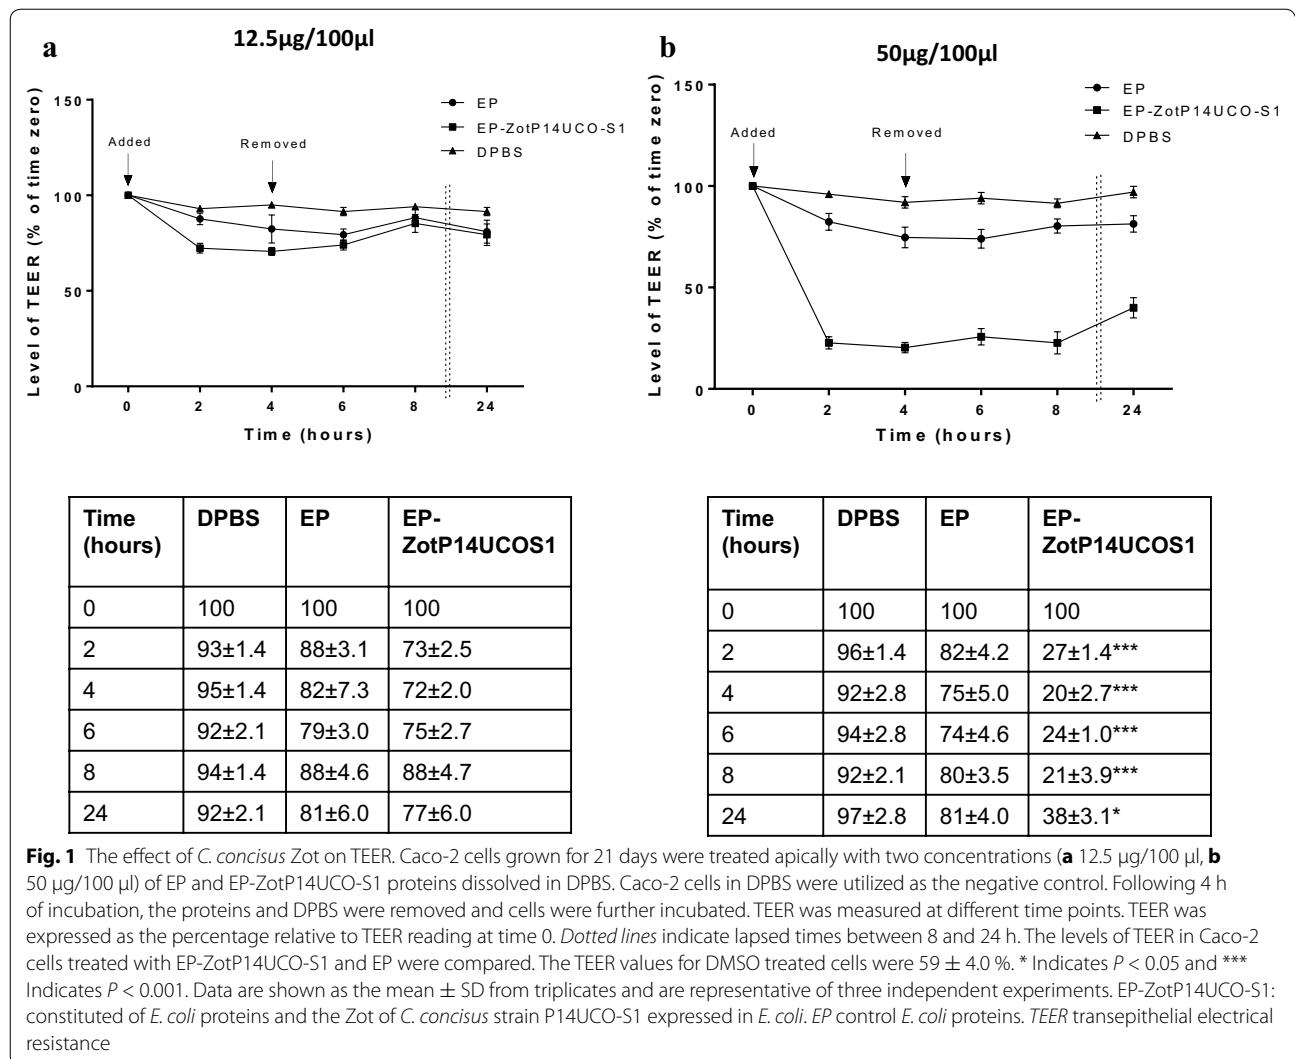 a
12.5µg/100µl
Level of TEER (% of time zero)
150
100
50
0
Added
Removed
EP
EP-ZotP14UCO-S1
DPBS
0 2 4 6 8 24
Time (hours)
b
50µg/100µl
Level of TEER (% of time zero)
150
100
50
0
Added
Removed
EP
EP-ZotP14UCO-S1
DPBS
0 2 4 6 8 24
Time (hours)
Time (hours) DPBS EP EP-ZotP14UCOS1
0 100 100 100
2 93±1.4 88±3.1 73±2.5
4 95±1.4 82±7.3 72±2.0
6 92±2.1 79±3.0 75±2.7
8 94±1.4 88±4.6 88±4.7
24 92±2.1 81±6.0 77±6.0
Time (hours) DPBS EP EP-ZotP14UCOS1
0 100 100 100
2 96±1.4 82±4.2 27±1.4***
4 92±2.8 75±5.0 20±2.7***
6 94±2.8 74±4.6 24±1.0***
8 92±2.1 80±3.5 21±3.9***
24 97±2.8 81±4.0 38±3.1*
Fig. 1 The effect of C. concisus Zot on TEER. Caco-2 cells grown for 21 days were treated apically with two concentrations (a 12.5 µg/100 µl, b
50 µg/100 µl) of EP and EP-ZotP14UCO-S1 proteins dissolved in DPBS. Caco-2 cells in DPBS were utilized as the negative control. Following 4 h
of incubation, the proteins and DPBS were removed and cells were further incubated. TEER was measured at different time points. TEER was
expressed as the percentage relative to TEER reading at time 0. Dotted lines indicate lapsed times between 8 and 24 h. The levels of TEER in Caco-2
cells treated with EP-ZotP14UCO-S1 and EP were compared. The TEER values for DMSO treated cells were 59 ± 4.0 %. * Indicates P < 0.05 and ***
Indicates P < 0.001. Data are shown as the mean ± SD from triplicates and are representative of three independent experiments. EP-ZotP14UCO-S1:
constituted of E. coli proteins and the Zot of C. concisus strain P14UCO-S1 expressed in E. coli. EP control E. coli proteins. TEER transepithelial electrical
resistance